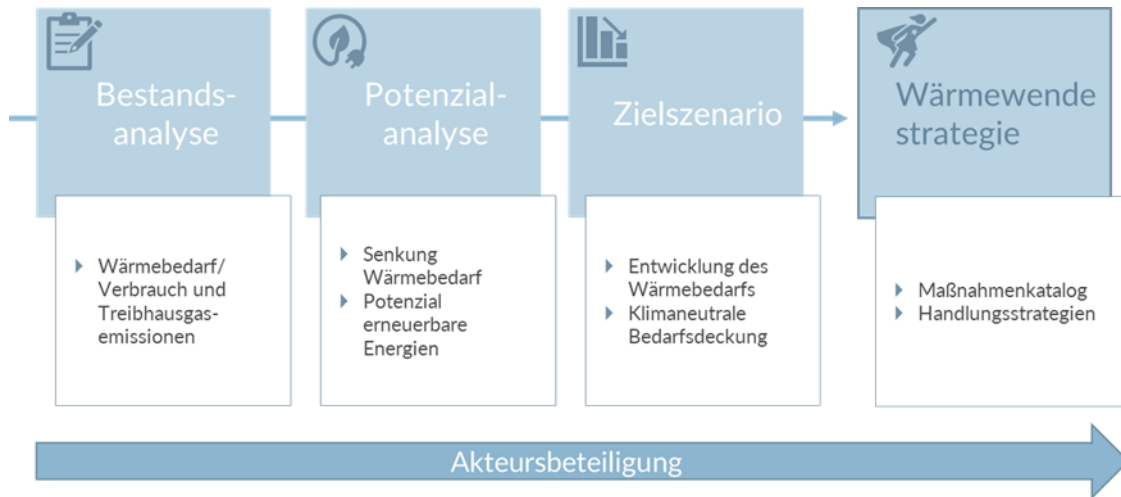 Bestands-
analyse
Potenzial-
analyse
Zielszenario
Wärmewende
strategie
Wärmebedarf/
Verbrauch und
Treibhausgas-
emissionen
Senkung
Wärmebedarf
Potenzial
erneuerbare
Energien
Entwicklung des
Wärmebedarfs
Klimaneutrale
Bedarfsdeckung
Maßnahmenkatalog
Handlungsstrategien
Akteursbeteiligung